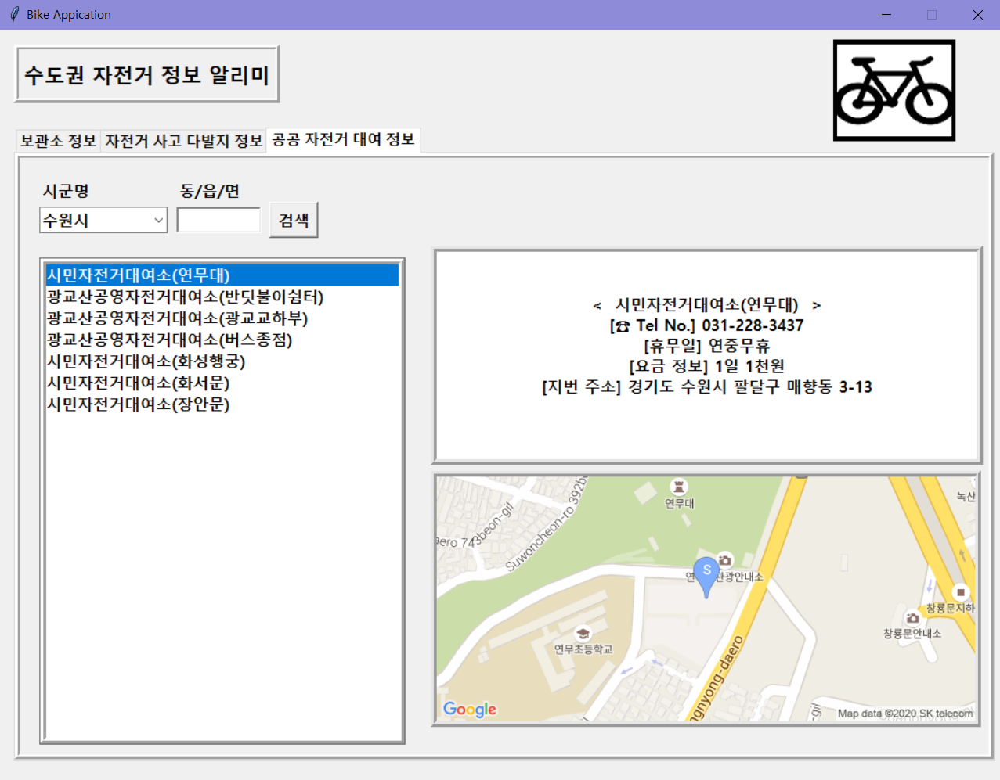 Bike Appication
수도권 자전거 정보 알리미
보관소 정보 자전거 사고 다발지 정보 공공 자전거 대여 정보
시군명 동/읍/면
수원시 검색
시민자전거대여소(연무대)
광교산공영자전거대여소(반딧불이쉼터)
광교산공영자전거대여소(광교교하부)
광교산공영자전거대여소(버스종점)
시민자전거대여소(화성행궁)
시민자전거대여소(화서문)
시민자전거대여소(장안문)
< 시민자전거대여소(연무대) >
[☎ Tel No.] 031-228-3437
[휴무일] 연중무휴
[요금 정보] 1일 1천원
[지번 주소] 경기도 수원시 팔달구 매향동 3-13
연무대
녹산
743beon-gil
Suwoncheon-ro 392b
S
관광안내소
창룡문지하
창룡문안내소
연무초등학교
ngnyong-daero
-gil
Google
Map data ©2020 SK telecom